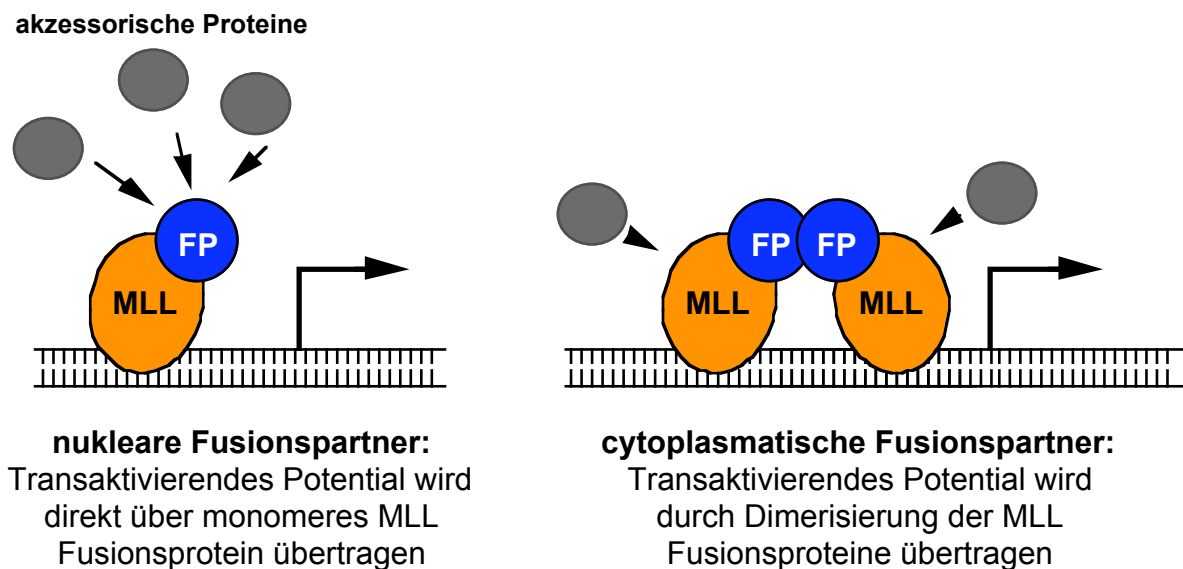 akzessorische Proteine
FP
MLL
FP FP
MLL MLL
nukleare Fusionspartner:
Transaktivierendes Potential wird
direkt über monomeres MLL
Fusionsprotein übertragen
cytoplasmatische Fusionspartner:
Transaktivierendes Potential wird
durch Dimerisierung der MLL
Fusionsproteine übertragen